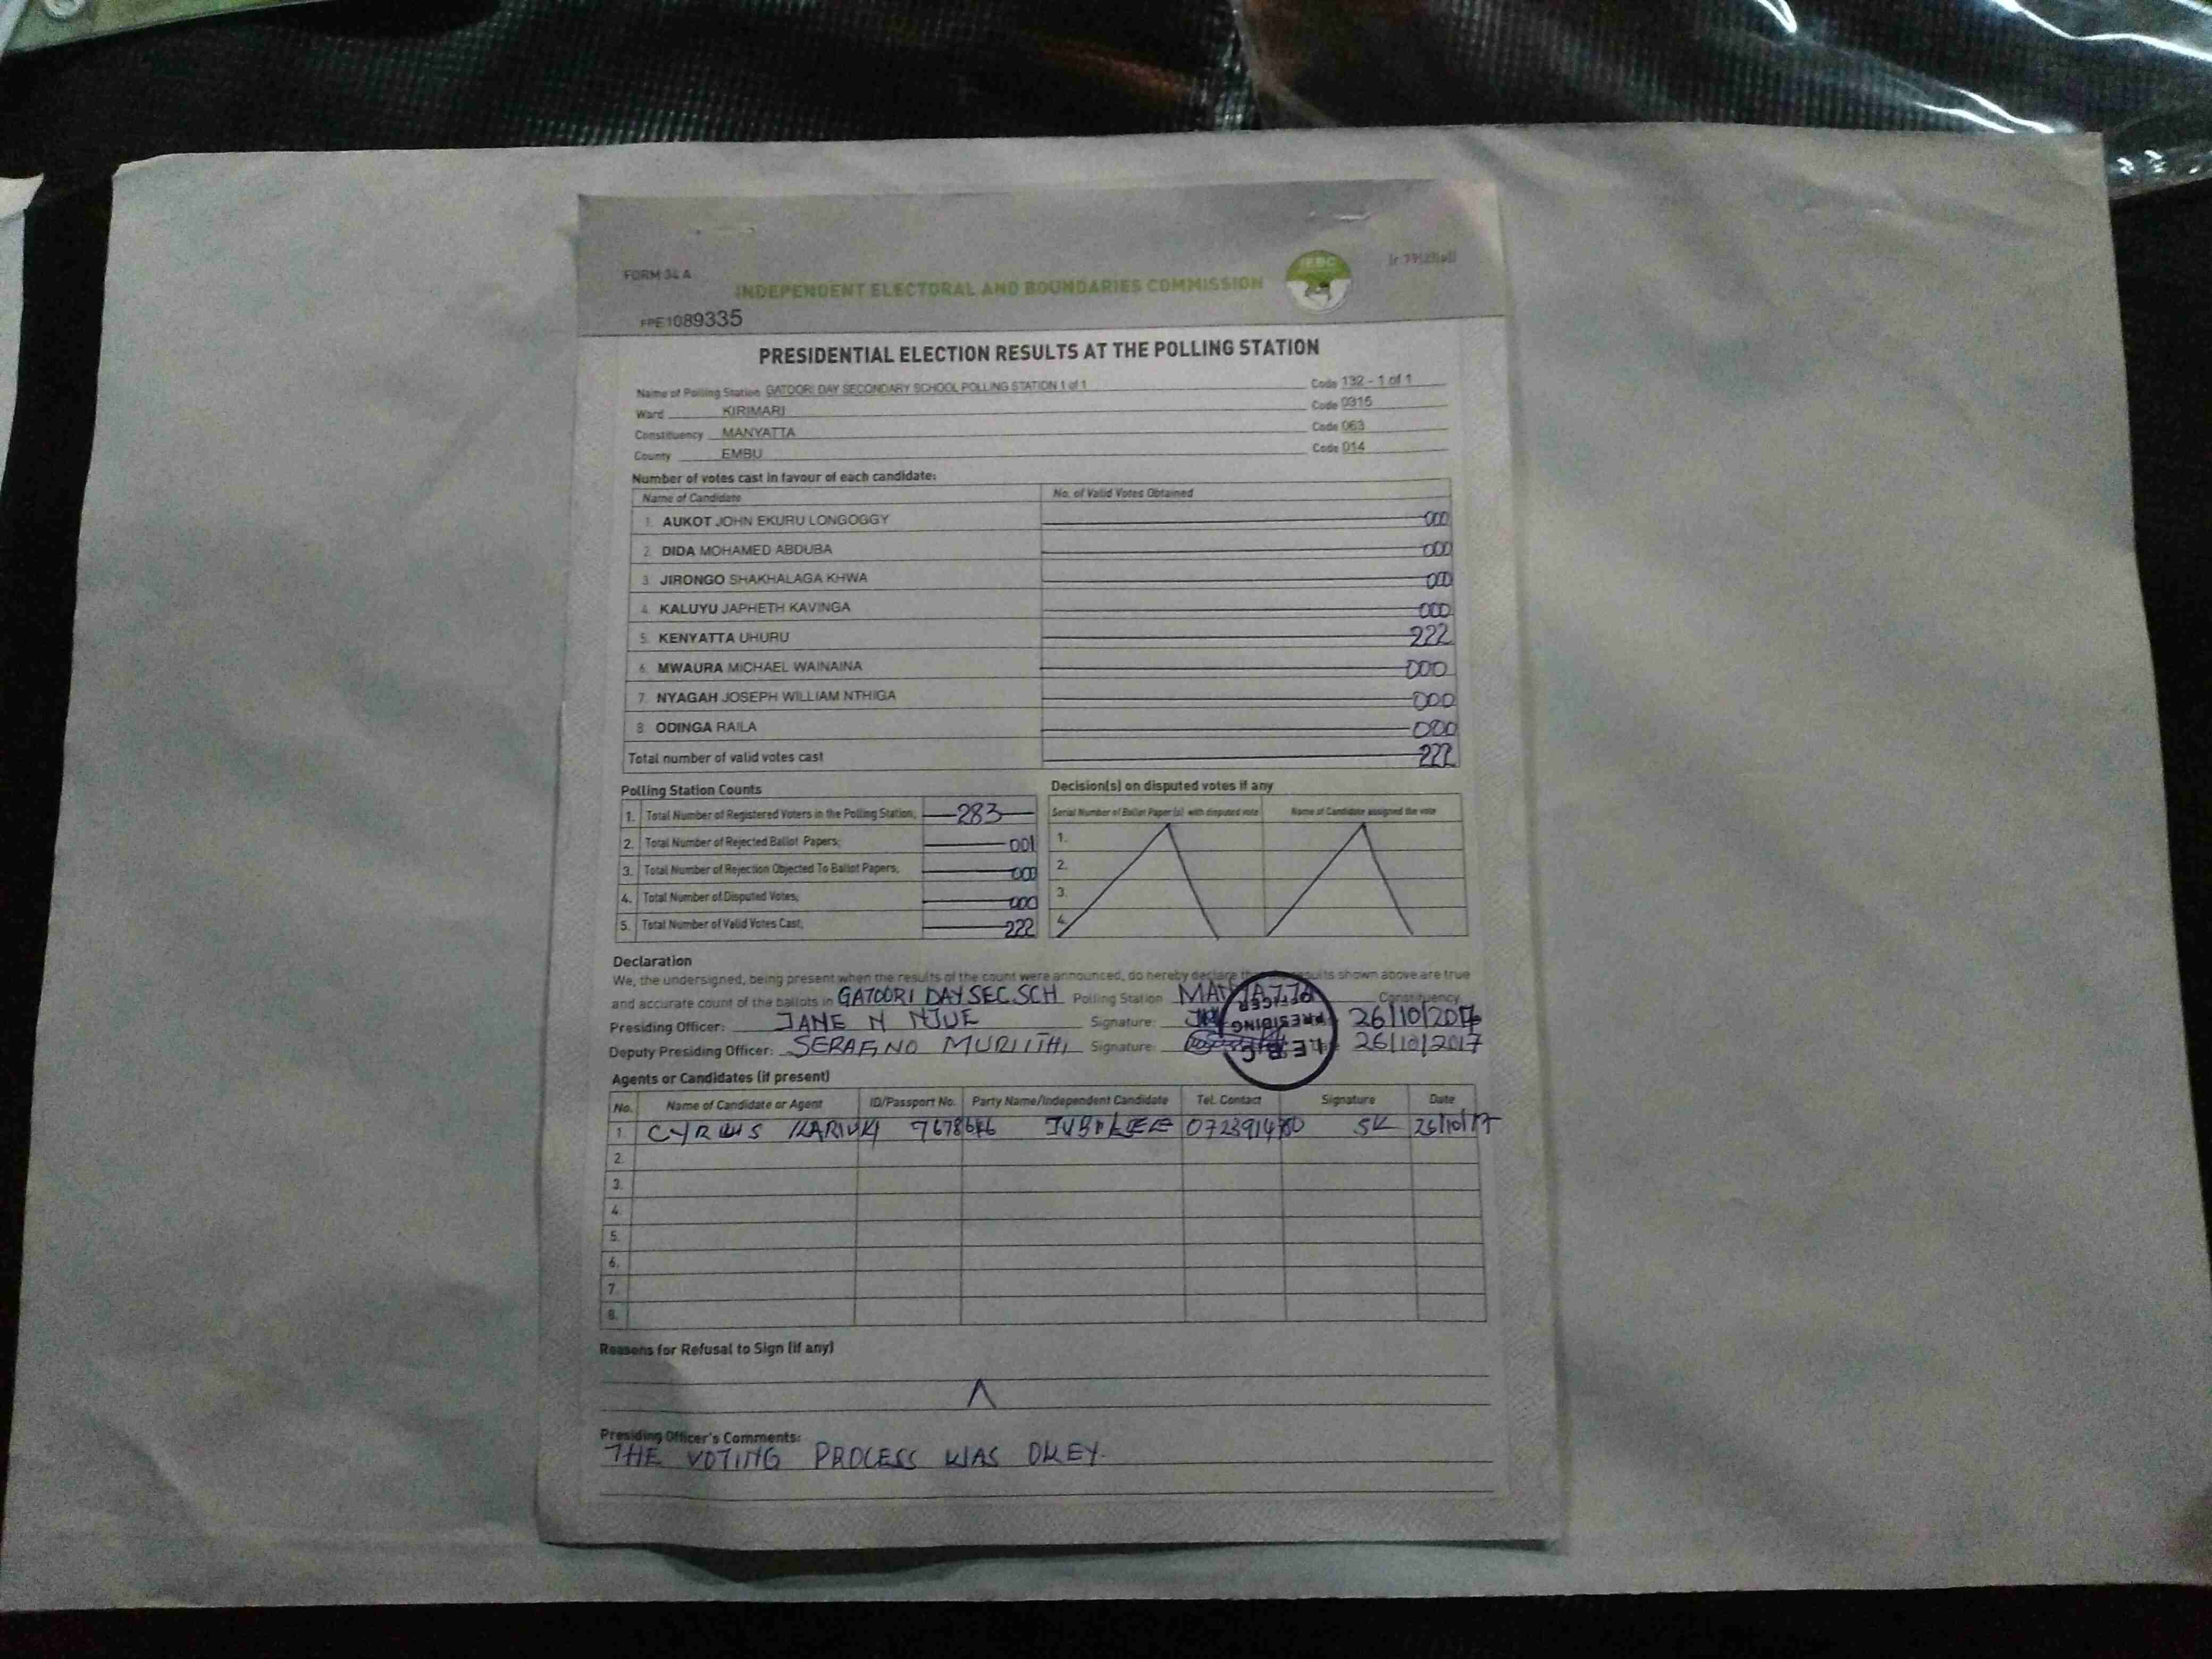 FORM 34 A
INDEPENDENT ELECTORAL AND BOUNDARIES COMMISSION
IEBC
FPE1089335
PRESIDENTIAL ELECTION RESULTS AT THE POLLING STATION
Name of Polling Station GATOORI DAY SECONDARY SCHOOL POLLING STATION 1 of 1 Code 132 - 1 of 1
Ward KIRIMARI Code 0315
Constituency MANYATTA Code 063
County EMBU Code 014
Number of votes cast in favour of each candidate:
Name of Candidate No. of Valid Votes Obtained
1. AUKOT JOHN EKURU LONGOGGY 000
2. DIDA MOHAMED ABDUBA 000
3. JIRONGO SHAKHALAGA KHWA 000
4. KALUYU JAPHETH KAVINGA 000
5. KENYATTA UHURU 222
6. MWAURA MICHAEL WAINAINA 000
7. NYAGAH JOSEPH WILLIAM NTHIGA 000
8. ODINGA RAILA 000
Total number of valid votes cast 222
Polling Station Counts
1. Total Number of Registered Voters in the Polling Station; 283
2. Total Number of Rejected Ballot Papers; 001
3. Total Number of Rejection Objected To Ballot Papers; 000
4. Total Number of Disputed Votes; 000
5. Total Number of Valid Votes Cast; 222
Decision(s) on disputed votes if any
Serial Number of Ballot Paper (s) with disputed vote Name of Candidate assigned the vote
1.
2.
3.
4.
Declaration
We, the undersigned, being present when the results of the count were announced, do hereby declare that the results shown above are true
and accurate count of the ballots in GATOORI DAY SEC SCH Polling Station MANYATTA Constituency
Presiding Officer: JANE N NJUE Signature: 26/10/2017
Deputy Presiding Officer: SERAFINO MURIITHI Signature: Date 26/10/2017
I.E.B.C
PRESIDING
OFFICER
Agents or Candidates (if present)
No. Name of Candidate or Agent ID/Passport No. Party Name/Independent Candidate Tel. Contact Signature Date
1. CYRUS KARIUKI JUBILEE SK 26/10/17
2.
3.
4.
5.
6.
7.
8.
Reasons for Refusal to Sign (if any)
Presiding Officer's Comments:
THE VOTING PROCESS WAS OKEY.